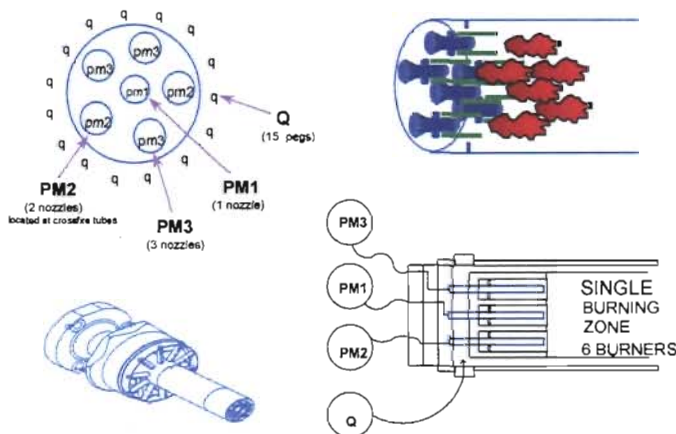 q q
q q
pm3
q q
pm3
q q
pm1 pm2
q q
Q
(15 pegs)
pm2
pm3
q q
q q
q q
PM2
(2 nozzles)
located at crossfire tubes
PM1
(1 nozzle)
PM3
(3 nozzles)
PM3
PM1
SINGLE
BURNING
ZONE
PM2
6 BURNERS
Q